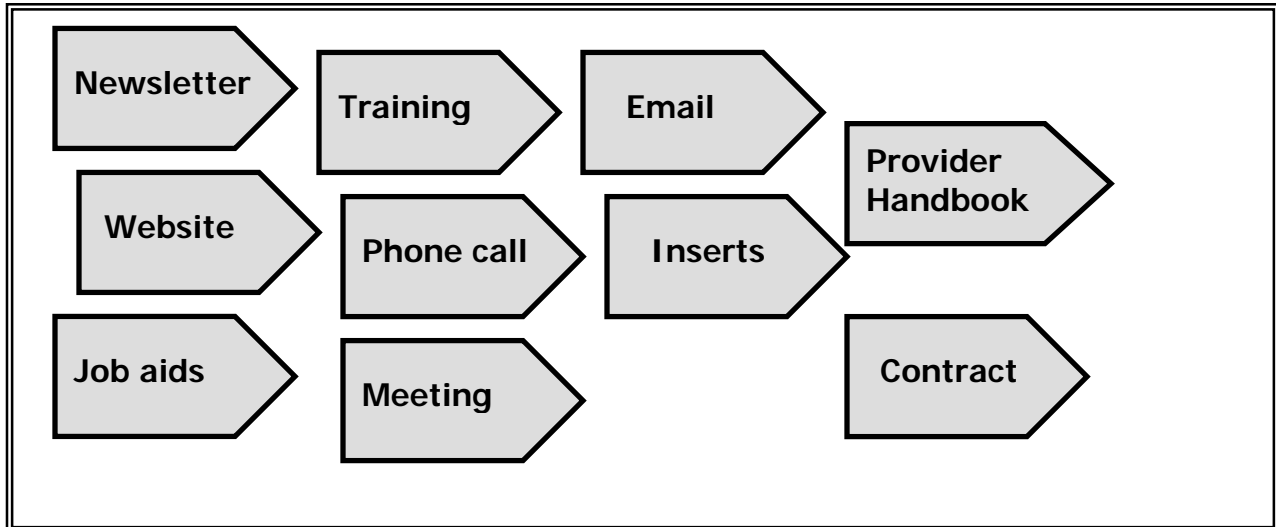 Newsletter
Training
Email
Provider
Handbook
Website
Phone call
Inserts
Job aids
Meeting
Contract